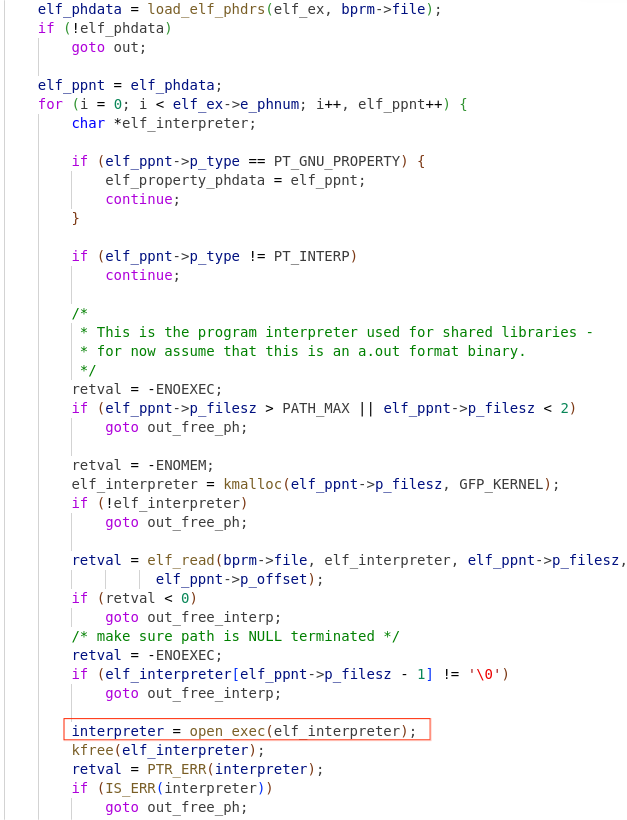 elf_phdata = load_elf_phdrs(elf_ex, bprm->file);
if (!elf_phdata)
goto out;
elf_ppnt = elf_phdata;
for (i = 0; i < elf_ex->e_phnum; i++, elf_ppnt++) {
char *elf_interpreter;
if (elf_ppnt->p_type == PT_GNU_PROPERTY) {
elf_property_phdata = elf_ppnt;
continue;
}
if (elf_ppnt->p_type != PT_INTERP)
continue;
/*
* This is the program interpreter used for shared libraries -
* for now assume that this is an a.out format binary.
*/
retval = -ENOEXEC;
if (elf_ppnt->p_filesz > PATH_MAX || elf_ppnt->p_filesz < 2)
goto out_free_ph;
retval = -ENOMEM;
elf_interpreter = kmalloc(elf_ppnt->p_filesz, GFP_KERNEL);
if (!elf_interpreter)
goto out_free_ph;
retval = elf_read(bprm->file, elf_interpreter, elf_ppnt->p_filesz,
elf_ppnt->p_offset);
if (retval < 0)
goto out_free_interp;
/* make sure path is NULL terminated */
retval = -ENOEXEC;
if (elf_interpreter[elf_ppnt->p_filesz - 1] != '\0')
goto out_free_interp;
interpreter = open_exec(elf_interpreter);
kfree(elf_interpreter);
retval = PTR_ERR(interpreter);
if (IS_ERR(interpreter))
goto out_free_ph;